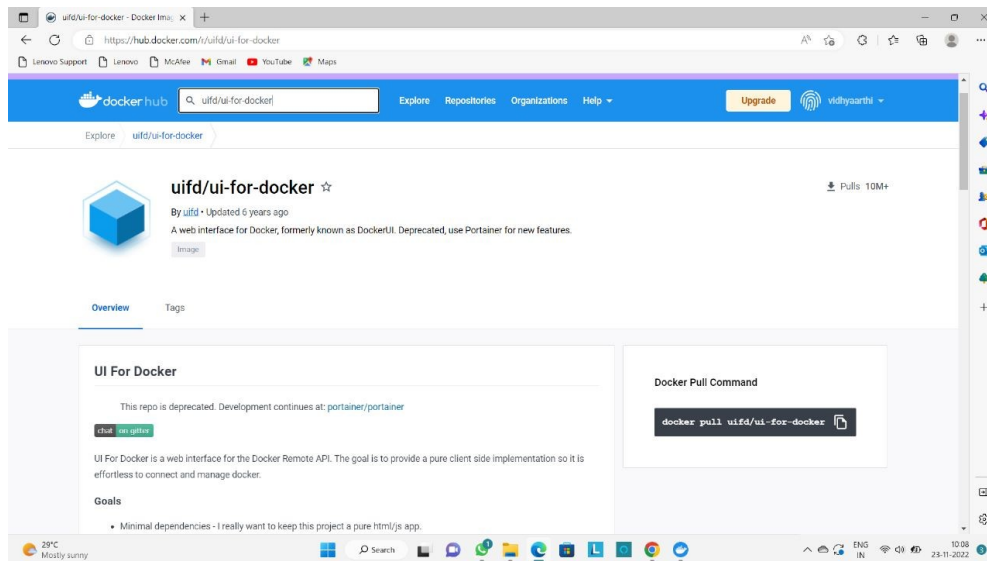 uifd/ui-for-docker - Docker Imag
https://hub.docker.com/r/uifd/ui-for-docker
Lenovo Support Lenovo McAfee Gmail YouTube Maps
dockerhub uifd/ui-for-docker Explore Repositories Organizations Help Upgrade vidhyaarthi
Explore uifd/ui-for-docker
uifd/ui-for-docker
Pulls 10M+
By uifd • Updated 6 years ago
A web interface for Docker, formerly known as DockerUI. Deprecated, use Portainer for new features.
Image
Overview Tags
UI For Docker
This repo is deprecated. Development continues at: portainer/portainer
chat on gitter
UI For Docker is a web interface for the Docker Remote API. The goal is to provide a pure client side implementation so it is
effortless to connect and manage docker.
Goals
• Minimal dependencies - I really want to keep this project a pure html/js app.
Docker Pull Command
docker pull uifd/ui-for-docker
29°C
Mostly sunny
Search
ENG
IN
10:08
23-11-2022